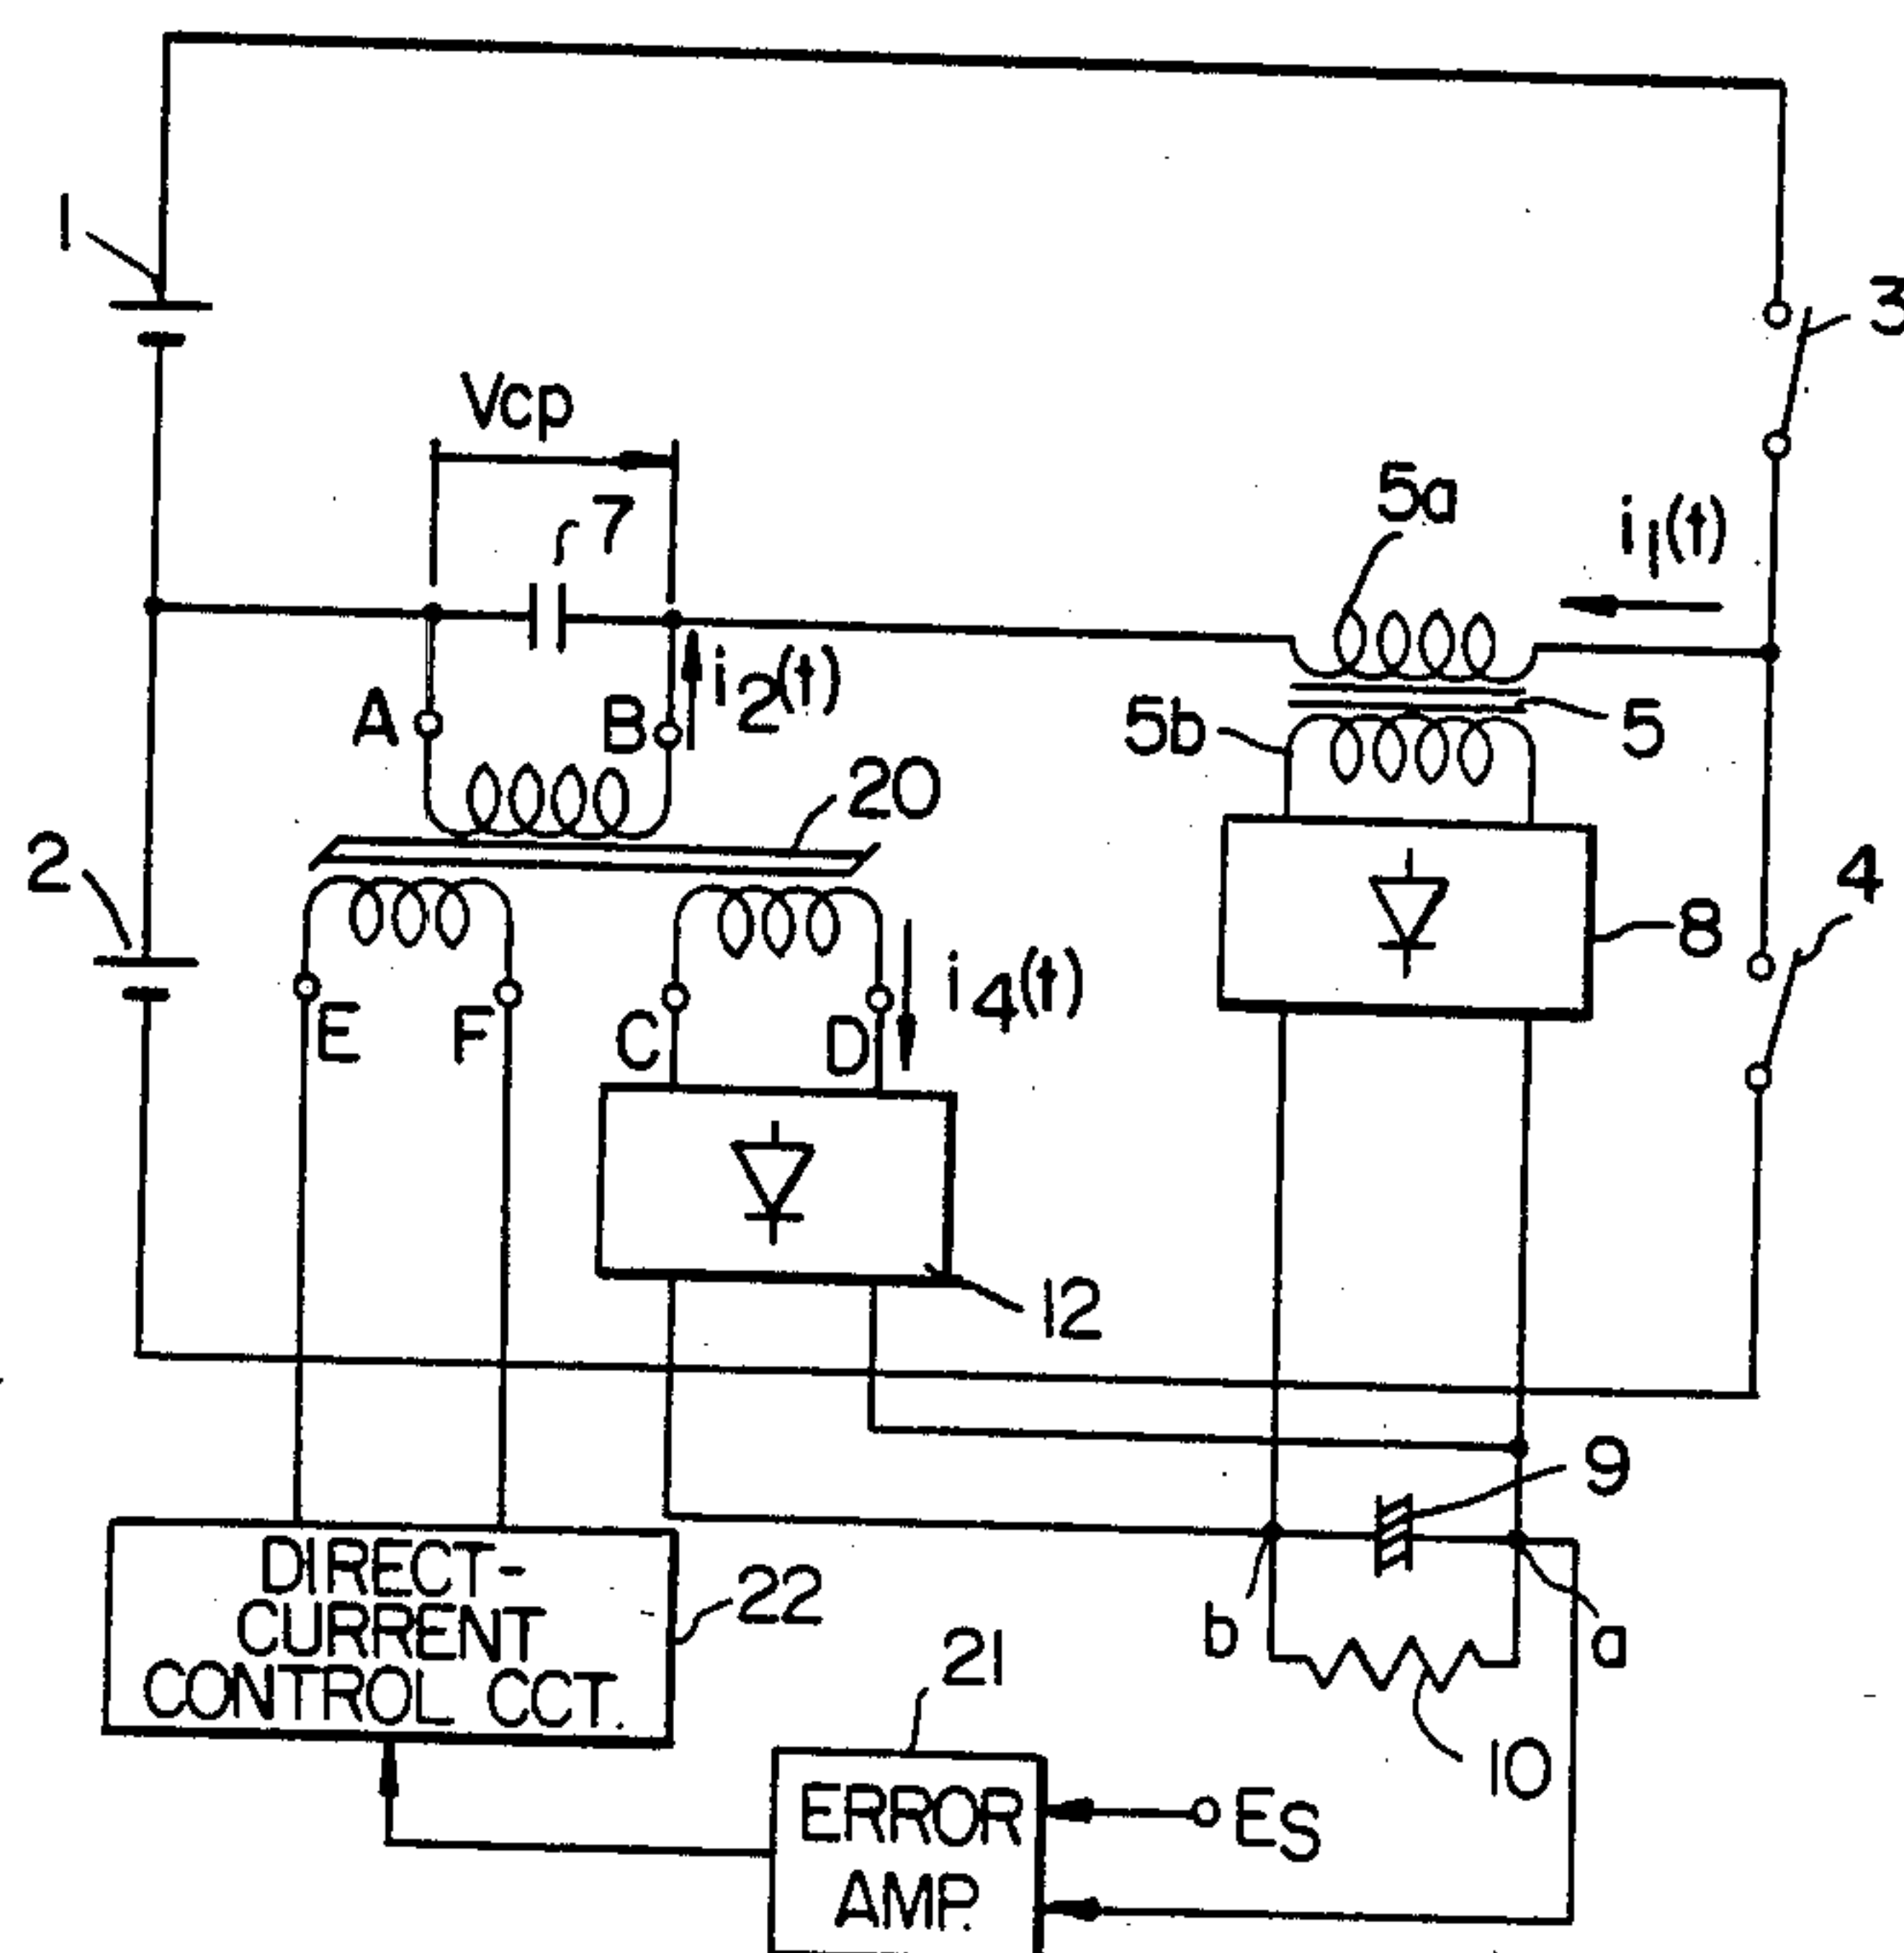 1
3
Vcp
5a
7
i1(t)
i2(t)
A
B
5b
5
20
2
4
8
i4(t)
E
F
C
D
12
9
DIRECT-
CURRENT
CONTROL CCT.
22
b
a
21
10
ERROR
AMP.
ES